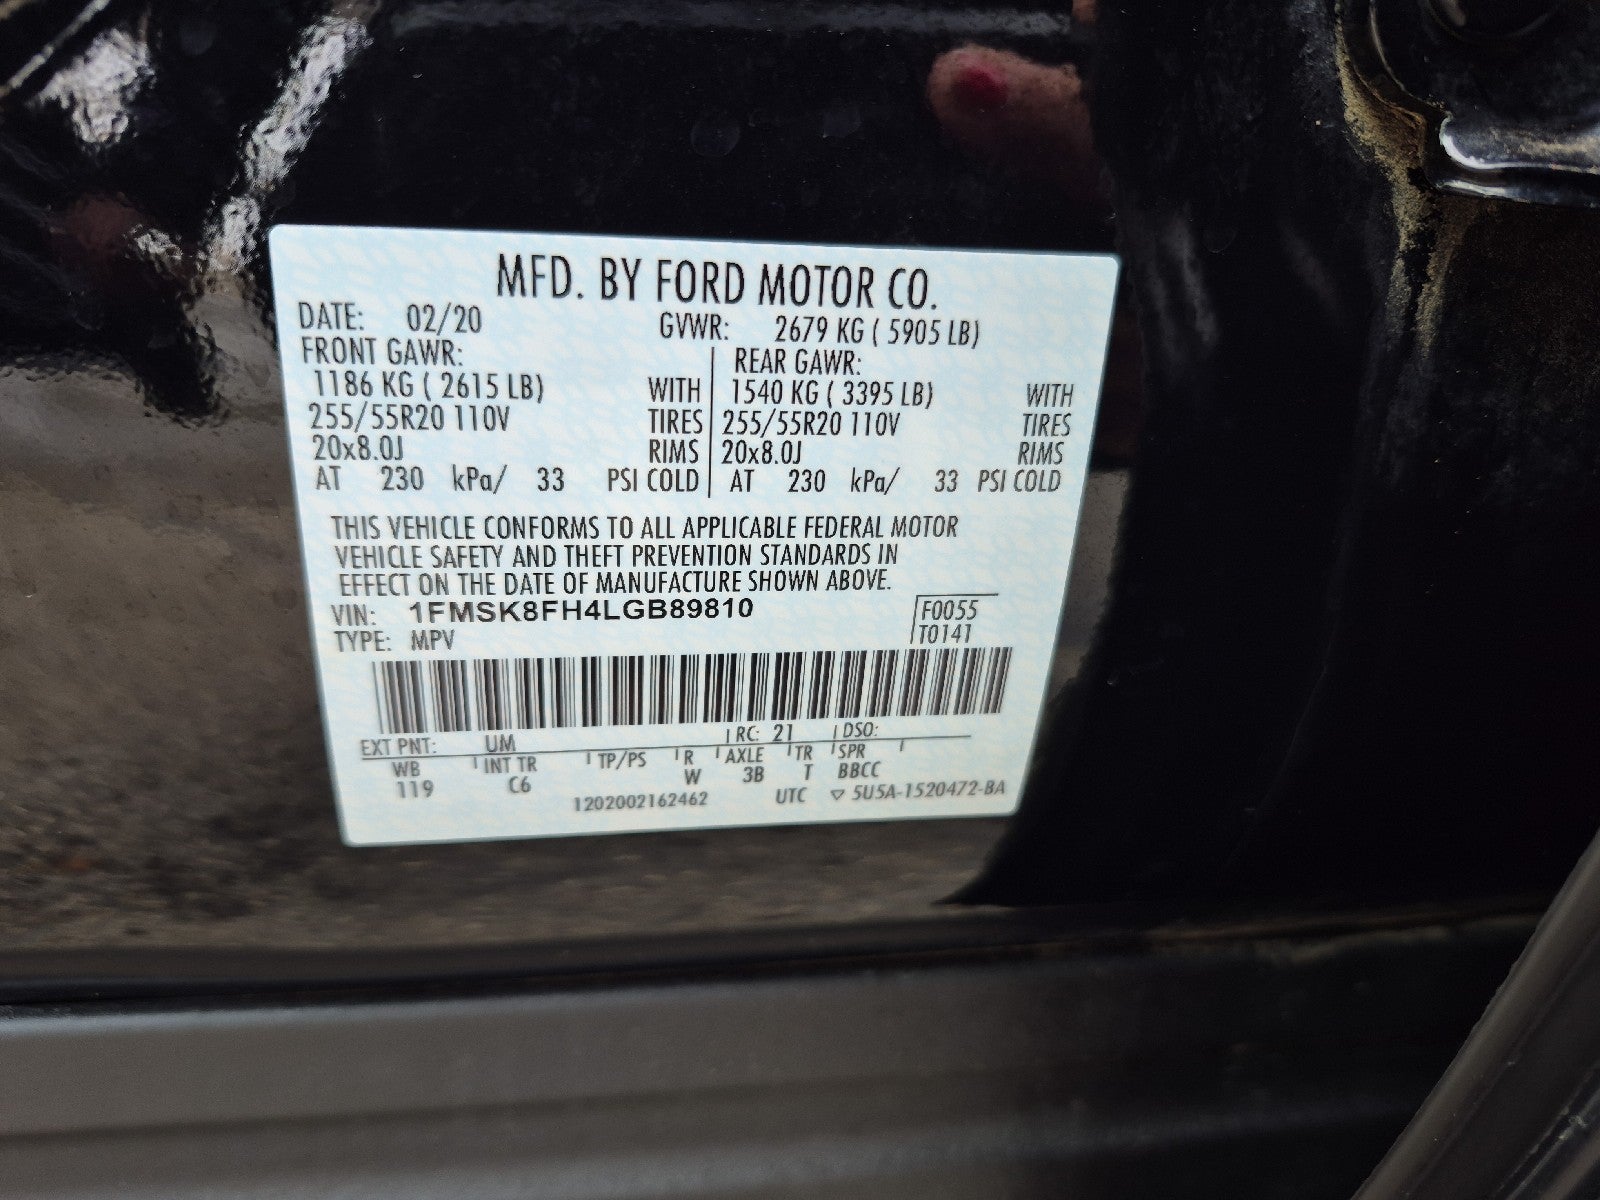 MFD. BY FORD MOTOR CO.
DATE: 02/20 GVWR: 2679 KG ( 5905 LB)
FRONT GAWR: REAR GAWR:
1186 KG ( 2615 LB) WITH 1540 KG ( 3395 LB) WITH
255/55R20 110V TIRES 255/55R20 110V TIRES
20x8.0J RIMS 20x8.0J RIMS
AT 230 kPa/ 33 PSI COLD AT 230 kPa/ 33 PSI COLD
THIS VEHICLE CONFORMS TO ALL APPLICABLE FEDERAL MOTOR
VEHICLE SAFETY AND THEFT PREVENTION STANDARDS IN
EFFECT ON THE DATE OF MANUFACTURE SHOWN ABOVE.
VIN: 1FMSK8FH4LGB89810 F0055
TYPE: MPV T0141
EXT PNT: UM RC: 21 DSO:
WB INT TR TP/PS R AXLE TR SPR
119 C6 W 3B T BBCC
1202002162462 UTC ▽ 5U5A-1520472-BA